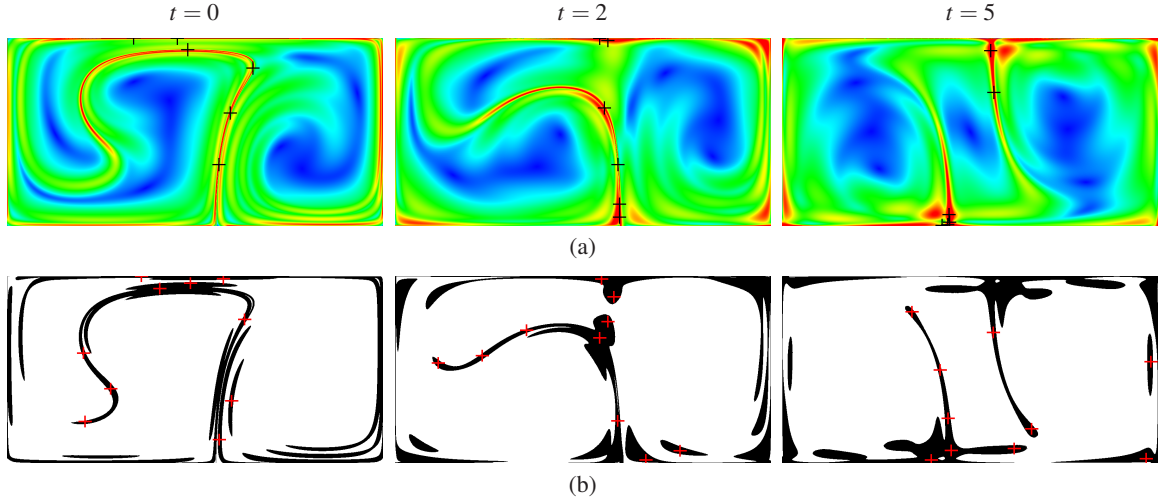 t = 0 t = 2 t = 5
(a)
(b)